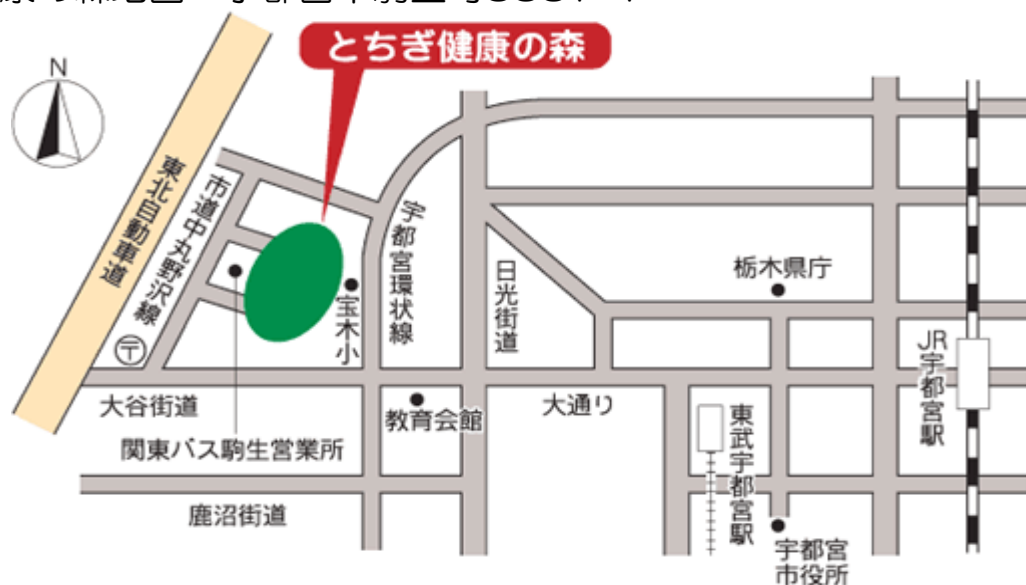 とちぎ健康の森
N
東北自動車道
市道中丸野沢線
宇都宮環状線
宝木小
日光街道
栃木県庁
JR宇都宮駅
〒
大谷街道
教育会館
大通り
関東バス駒生営業所
東武宇都宮駅
鹿沼街道
宇都宮
市役所